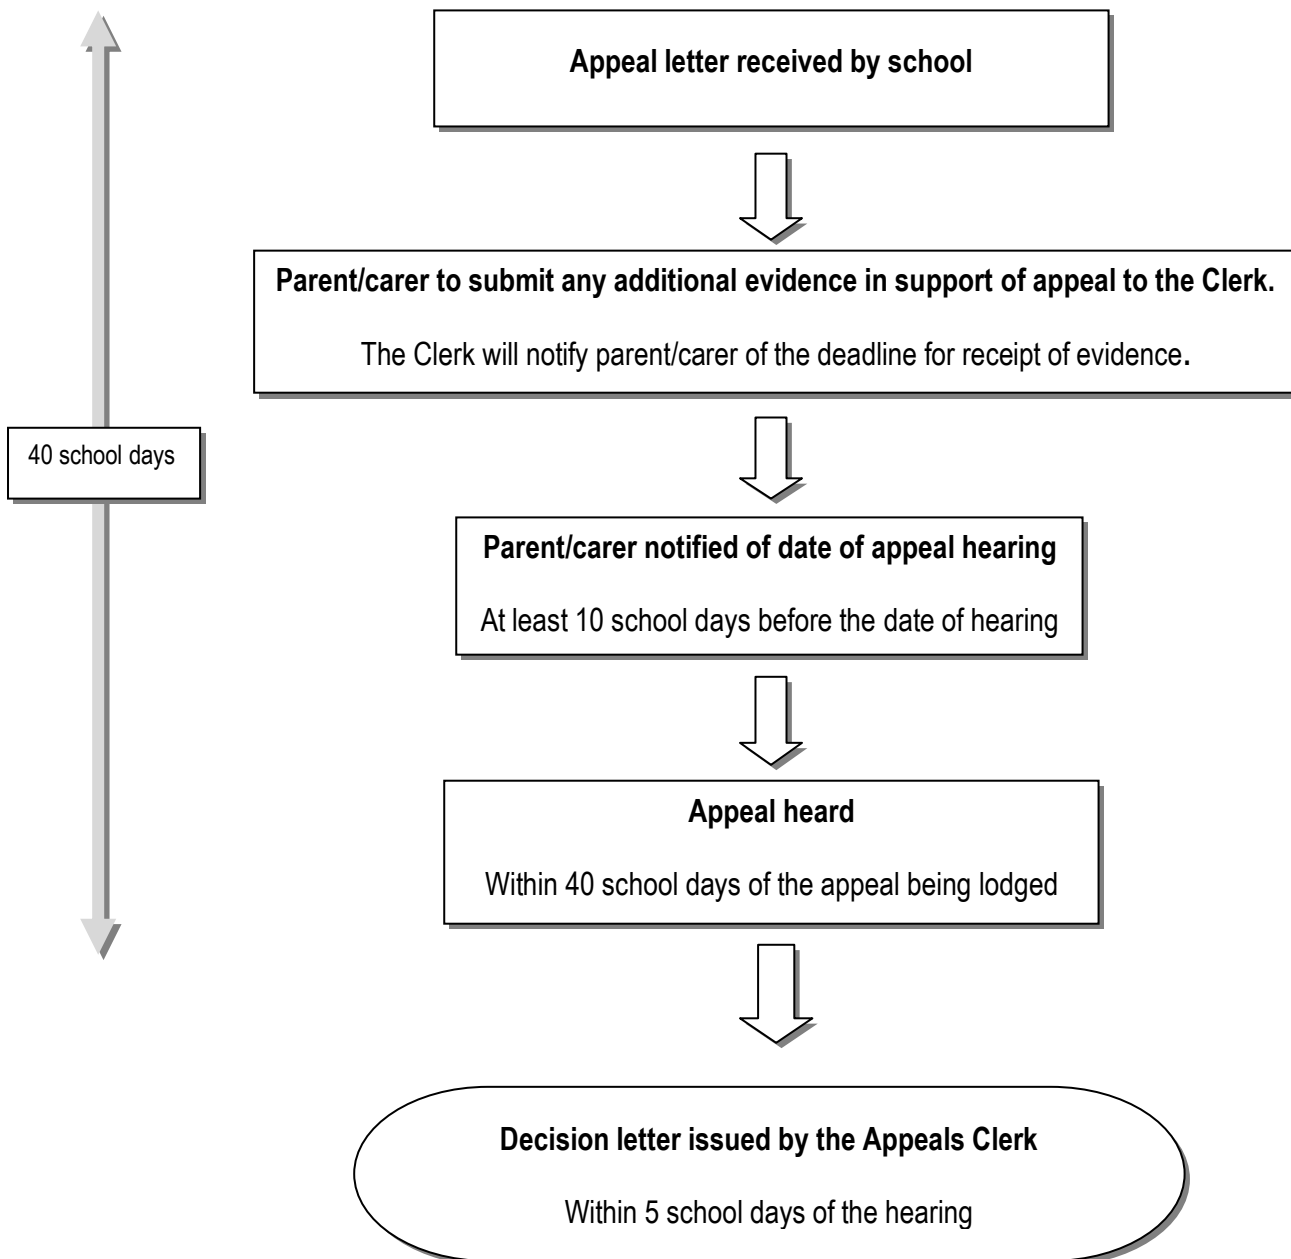 Appeal letter received by school
Parent/carer to submit any additional evidence in support of appeal to the Clerk.
The Clerk will notify parent/carer of the deadline for receipt of evidence.
40 school days
Parent/carer notified of date of appeal hearing
At least 10 school days before the date of hearing
Appeal heard
Within 40 school days of the appeal being lodged
Decision letter issued by the Appeals Clerk
Within 5 school days of the hearing